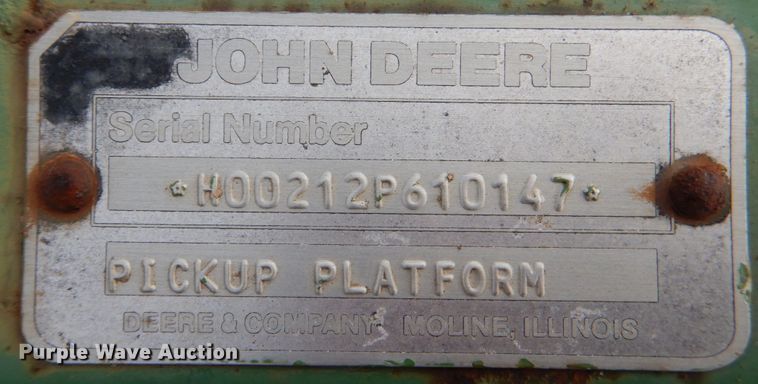 JOHN DEERE
Serial Number
*H00212P610147*
PICKUP PLATFORM
DEERE & COMPANY MOLINE, ILLINOIS
Purple Wave Auction